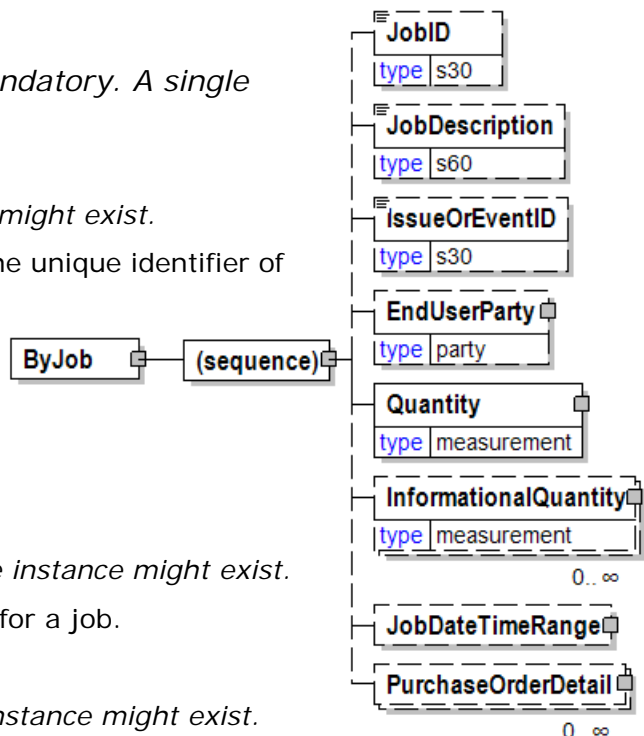 ndatory. A single
might exist.
he unique identifier of
instance might exist.
for a job.
nstance might exist.
ByJob
(sequence)
JobID
type s30
JobDescription
type s60
IssueOrEventID
type s30
EndUserParty
type party
Quantity
type measurement
InformationalQuantity
type measurement
0..∞
JobDateTimeRange
PurchaseOrderDetail
0..∞